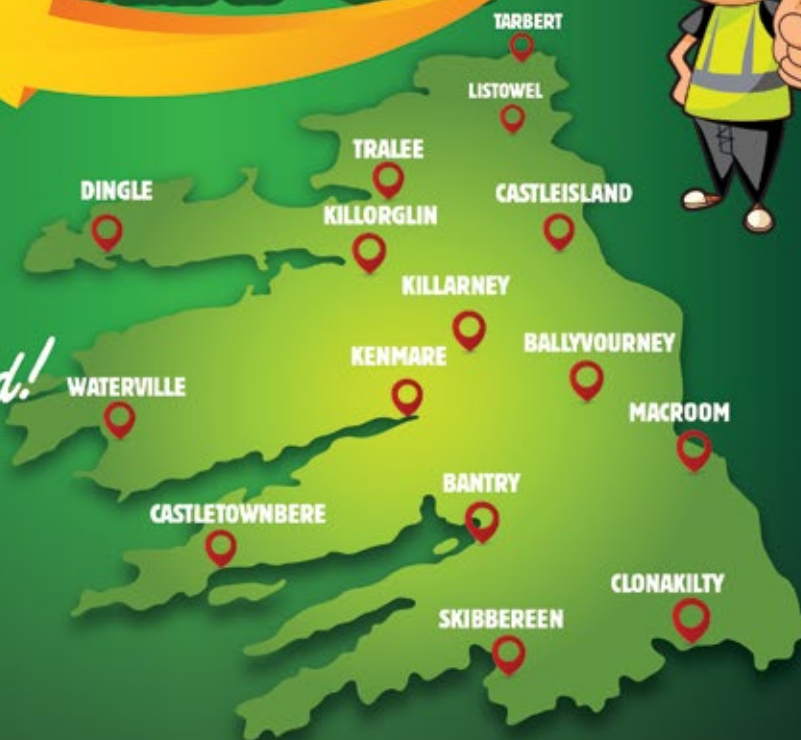 TARBERT
LISTOWEL
TRALEE
DINGLE
CASTLEISLAND
KILLORGLIN
KILLARNEY
BALLYVOURNEY
KENMARE
d!
WATERVILLE
MACROOM
BANTRY
CASTLETOWNBERE
CLONAKILTY
SKIBBEREEN